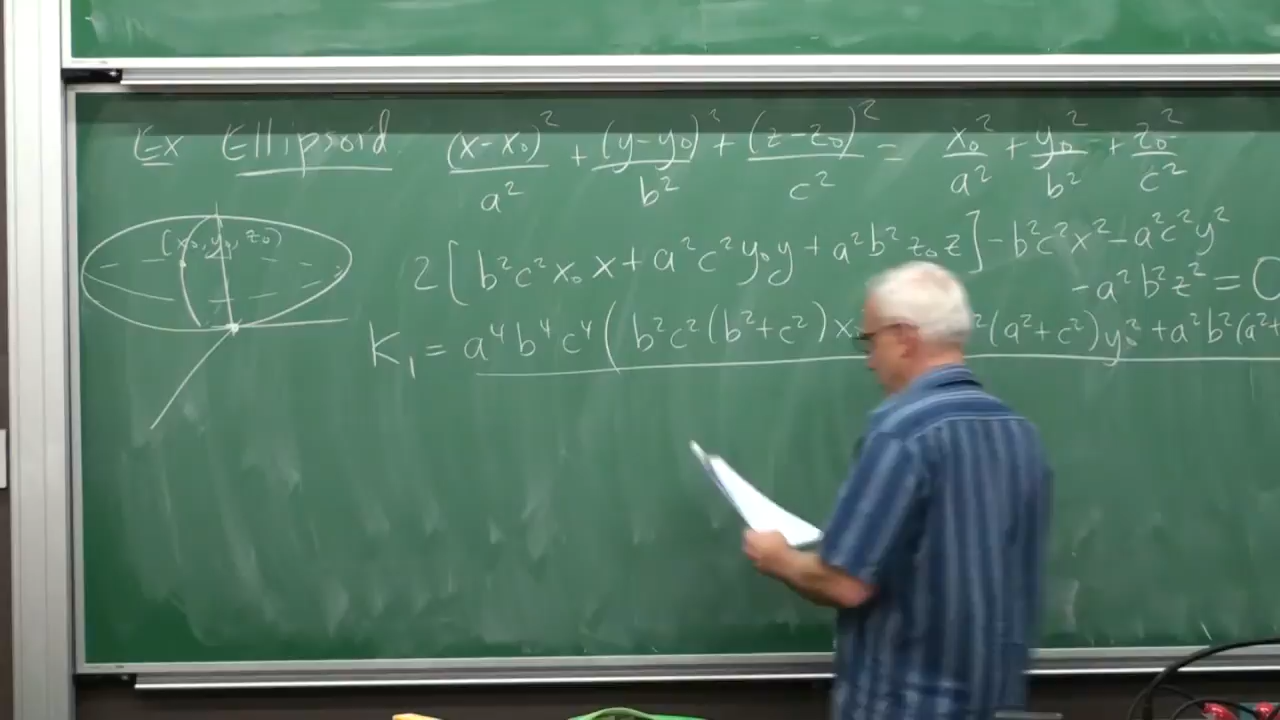 Ex Ellipsoid (x-x₀)²/a² + (y-y₀)²/b² + (z-z₀)²/c² = x₀²/a² + y₀²/b² + z₀²/c²
(x₀, y₀, z₀)
2[b²c²x₀x + a²c²y₀y + a²b²z₀z] - b²c²x² - a²c²y²
- a²b²z² = 0
K₁ = a⁴b⁴c⁴(b²c²(b²+c²)x₀ ²(a²+c²)y₀² + a²b²(a²+